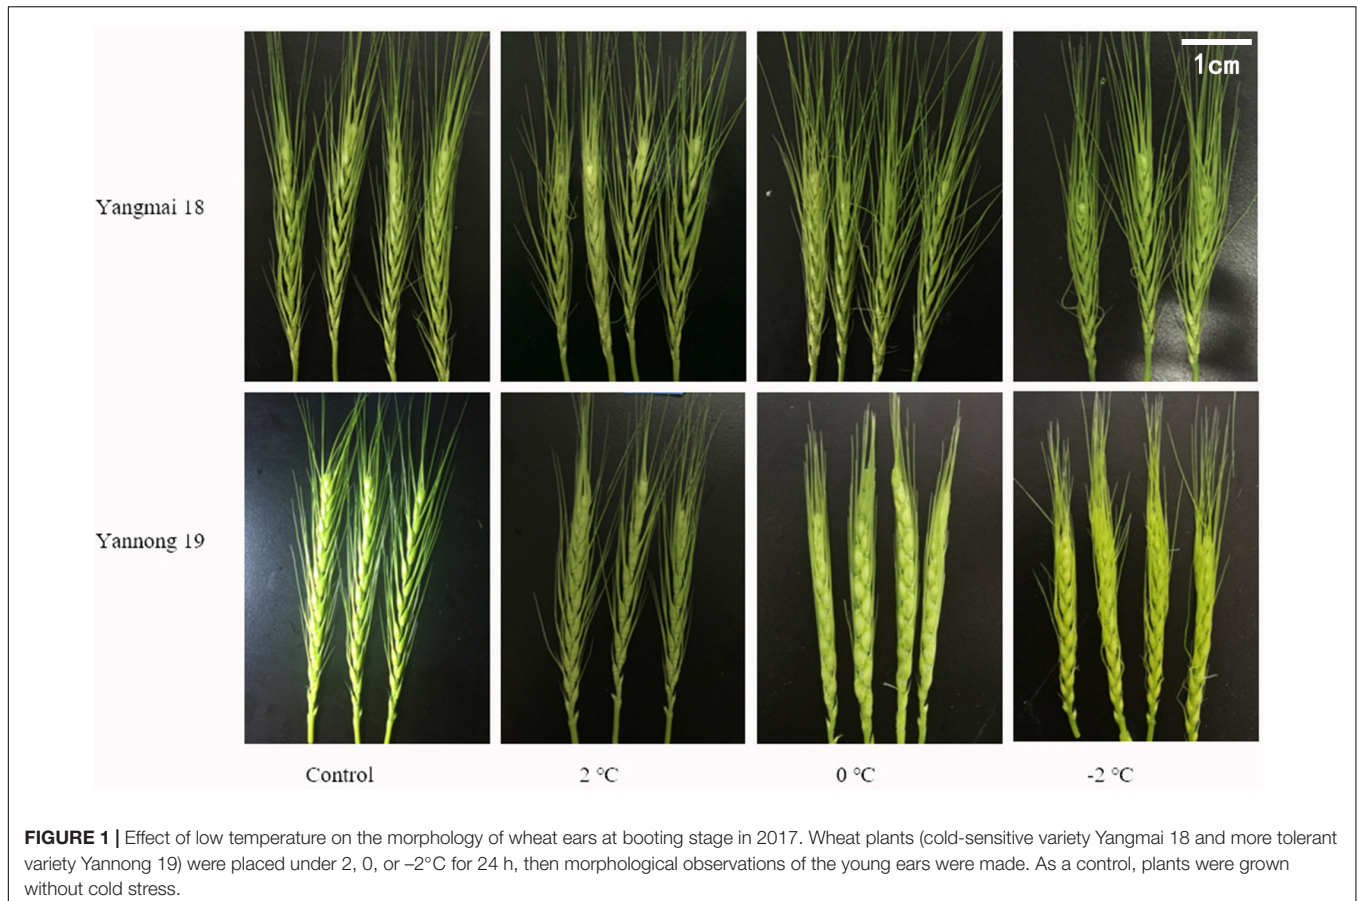 1cm
Yangmai 18
Yannong 19
Control 2 °C 0 °C -2 °C
FIGURE 1 | Effect of low temperature on the morphology of wheat ears at booting stage in 2017. Wheat plants (cold-sensitive variety Yangmai 18 and more tolerant
variety Yannong 19) were placed under 2, 0, or –2°C for 24 h, then morphological observations of the young ears were made. As a control, plants were grown
without cold stress.